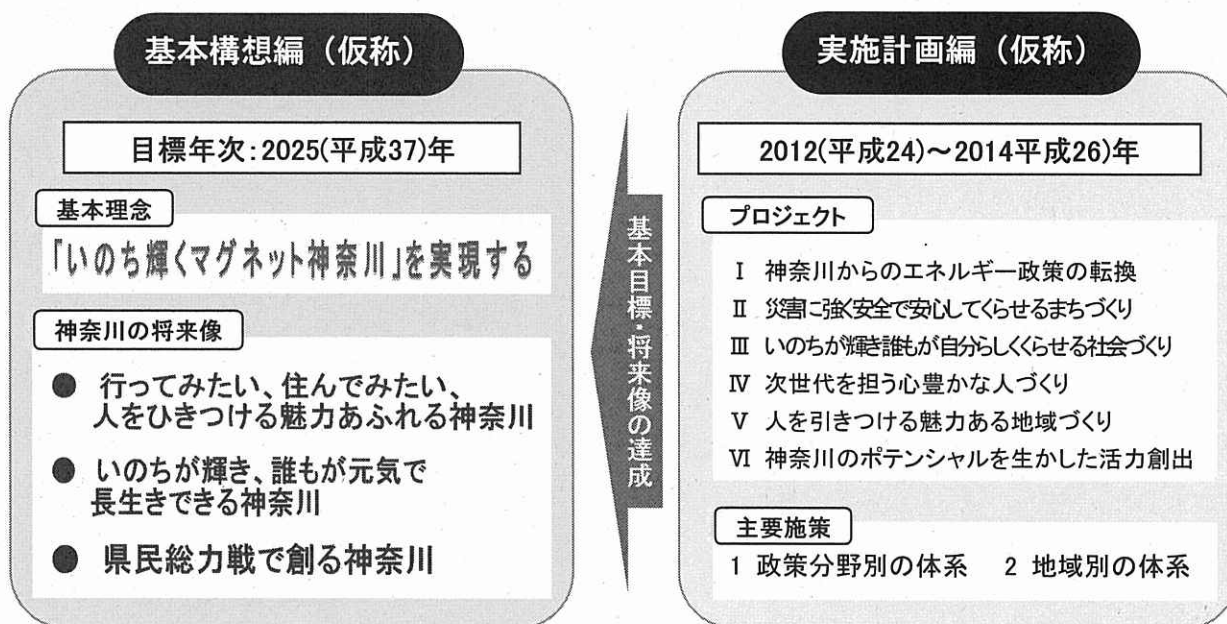 基本構想編（仮称）
目標年次：2025(平成37)年
基本理念
「いのち輝くマグネット神奈川」を実現する
神奈川の将来像
● 行ってみたい、住んでみたい、
人をひきつける魅力あふれる神奈川
● いのちが輝き、誰もが元気で
長生きできる神奈川
● 県民総力戦で創る神奈川
基本目標・将来像の達成
実施計画編（仮称）
2012(平成24)～2014平成26)年
プロジェクト
Ⅰ 神奈川からのエネルギー政策の転換
Ⅱ 災害に強く安全で安心してくらせるまちづくり
Ⅲ いのちが輝き誰もが自分らしくくらせる社会づくり
Ⅳ 次世代を担う心豊かな人づくり
Ⅴ 人を引きつける魅力ある地域づくり
Ⅵ 神奈川のポテンシャルを生かした活力創出
主要施策
1 政策分野別の体系 2 地域別の体系